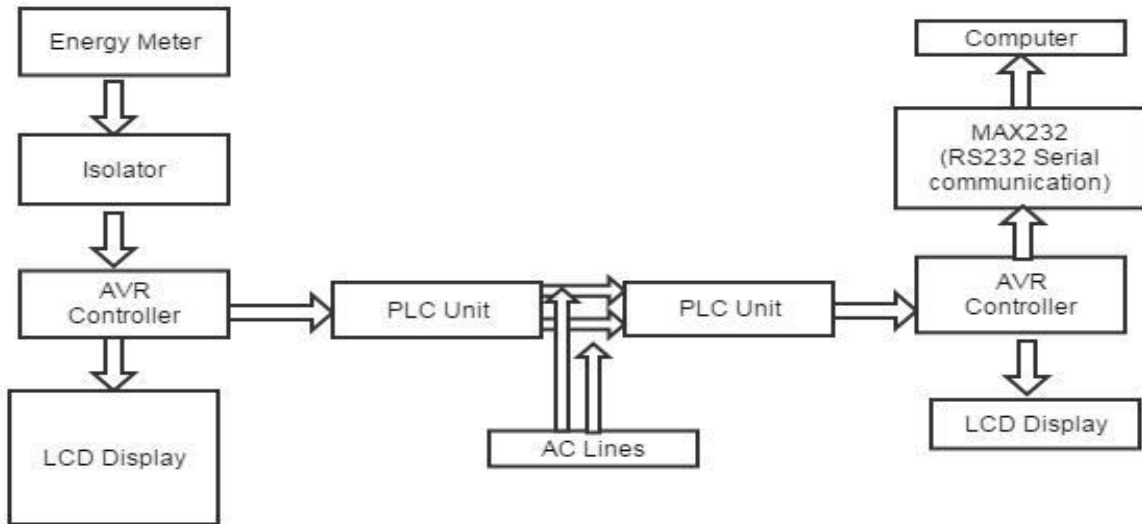 Energy Meter
Isolator
AVR
Controller
LCD Display
PLC Unit
AC Lines
PLC Unit
Computer
MAX232
(RS232 Serial
communication)
AVR
Controller
LCD Display